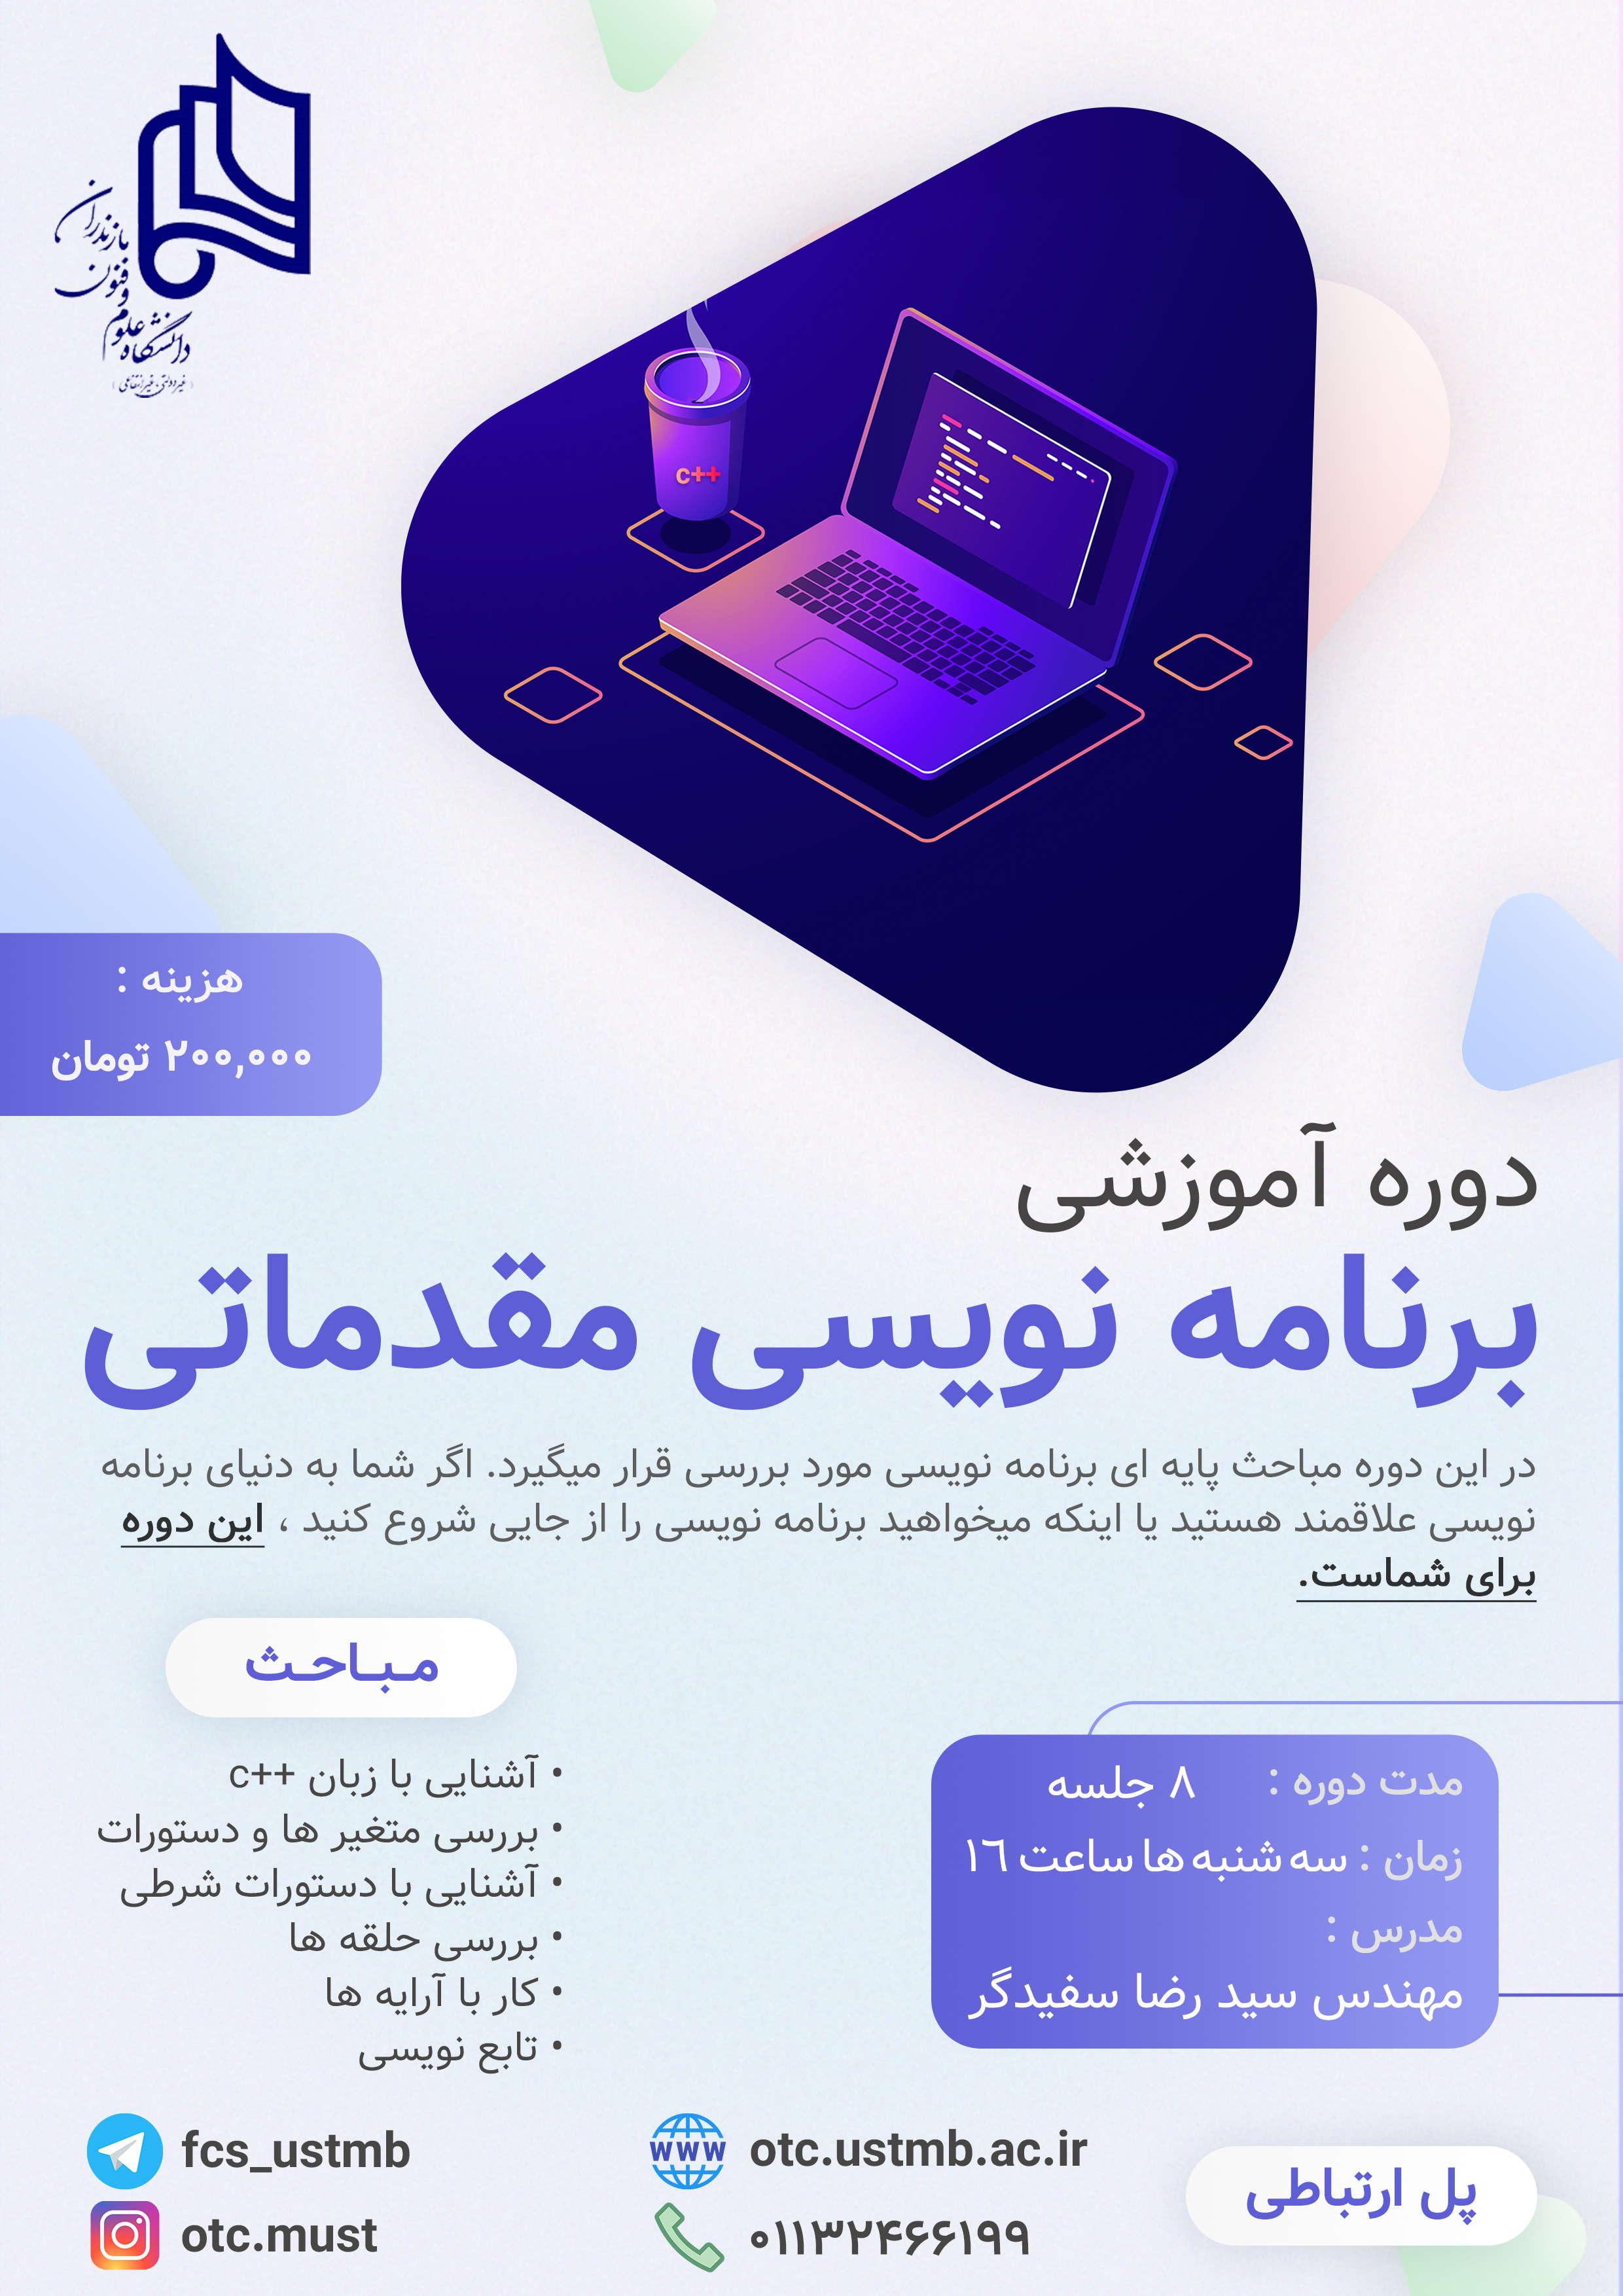 مازندران
و فنون
دانشگاه علوم
غیردولتی، غیرانتفاعی
c++
هزینه :
۲۰۰,۰۰۰ تومان
دوره آموزشی
برنامه نویسی مقدماتی
در این دوره مباحث پایه ای برنامه نویسی مورد بررسی قرار میگیرد. اگر شما به دنیای برنامه
نویسی علاقمند هستید یا اینکه میخواهید برنامه نویسی را از جایی شروع کنید ، این دوره
برای شماست.
مدت دوره : ۸ جلسه
زمان : سه شنبه ها ساعت ١٦
مدرس :
مهندس سید رضا سفیدگر
مباحث
• آشنایی با زبان c++
• بررسی متغیر ها و دستورات
• آشنایی با دستورات شرطی
• بررسی حلقه ها
• کار با آرایه ها
• تابع نویسی
پل ارتباطی
www otc.ustmb.ac.ir
۰۱۱۳۲۴۶۶۱۹۹
fcs_ustmb
otc.must